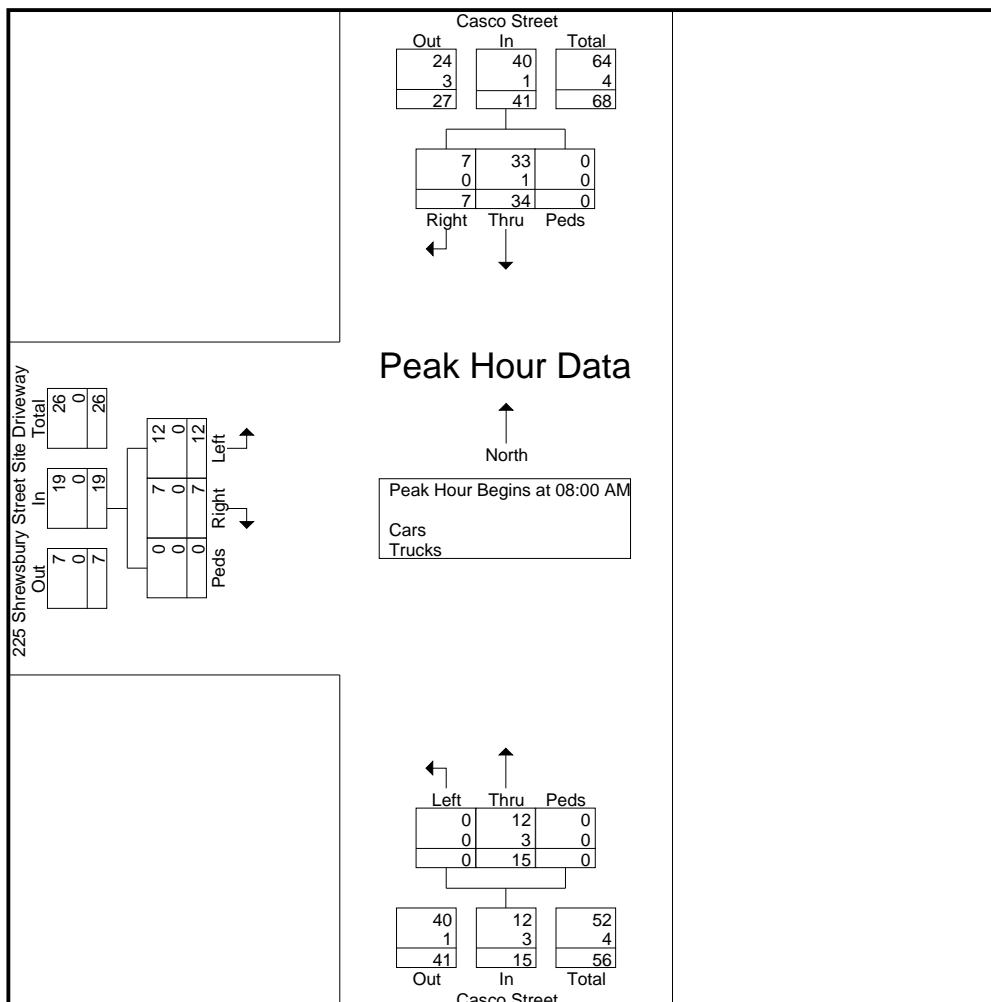 Casco Street
Out In Total
24 40 64
3 1 4
27 41 68
7 33 0
0 1 0
7 34 0
Right Thru Peds
Peak Hour Data
North
Peak Hour Begins at 08:00 AM
Cars
Trucks
225 Shrewsbury Street Site Driveway
Out In Total
7 19 26
0 0 0
7 19 26
0 7 12
0 0 0
0 7 12
Peds Right Left
Left Thru Peds
0 12 0
0 3 0
0 15 0
40 12 52
1 3 4
41 15 56
Out In Total
Casco Street